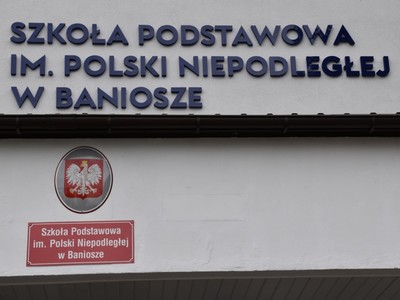 SZKOŁA PODSTAWOWA
IM. POLSKI NIEPODLEGŁEJ
W BANIOSZE
Szkoła Podstawowa
im. Polski Niepodległej
w Baniosze